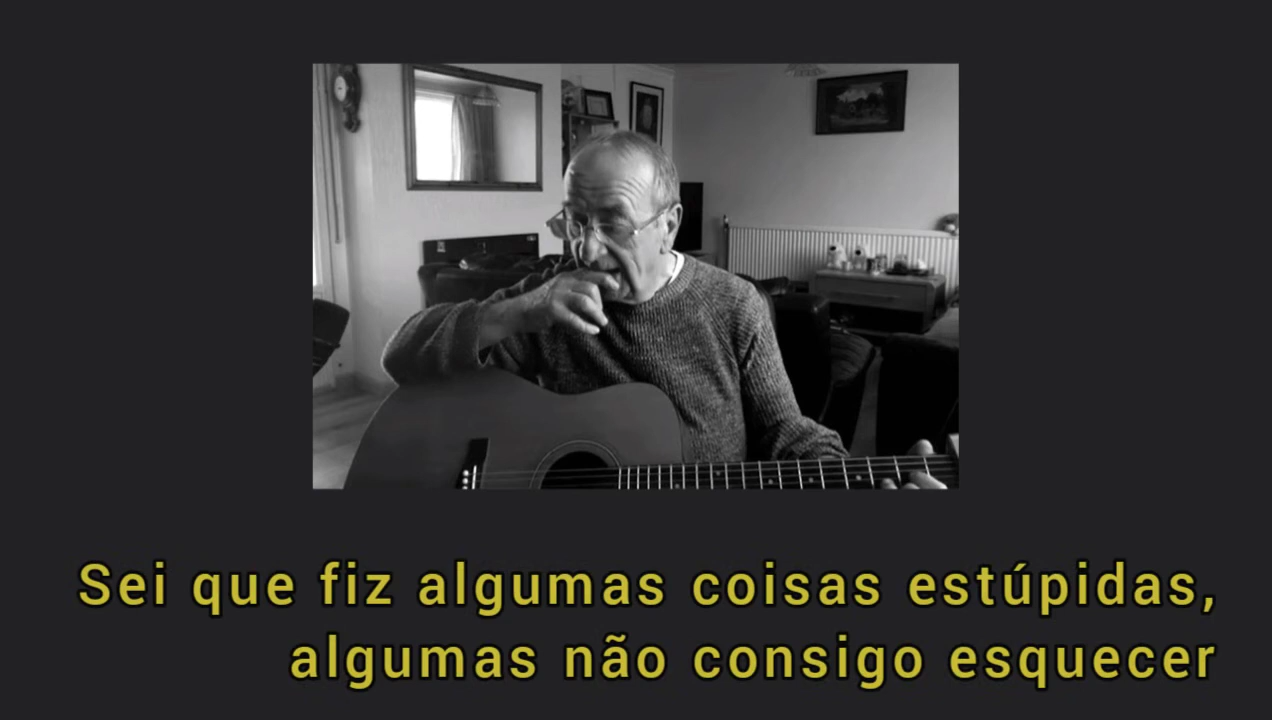 Sei que fiz algumas coisas estúpidas,
algumas não consigo esquecer